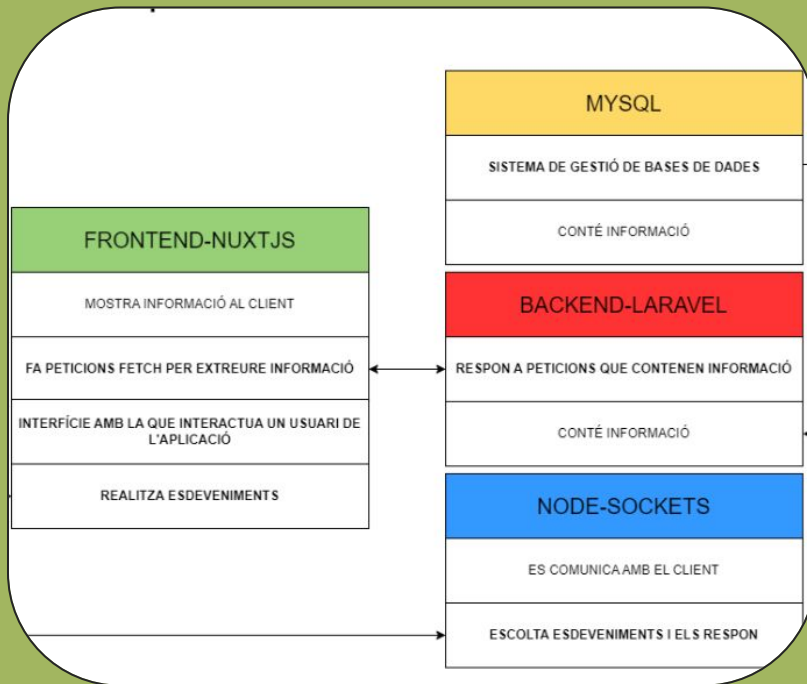 FRONTEND-NUXTJS
MOSTRA INFORMACIÓ AL CLIENT
FA PETICIONS FETCH PER EXTREURE INFORMACIÓ
INTERFÍCIE AMB LA QUE INTERACTUA UN USUARI DE
L'APLICACIÓ
REALITZA ESDEVENIMENTS
MYSQL
SISTEMA DE GESTIÓ DE BASES DE DADES
CONTÉ INFORMACIÓ
BACKEND-LARAVEL
RESPON A PETICIONS QUE CONTENEN INFORMACIÓ
CONTÉ INFORMACIÓ
NODE-SOCKETS
ES COMUNICA AMB EL CLIENT
ESCOLTA ESDEVENIMENTS I ELS RESPON